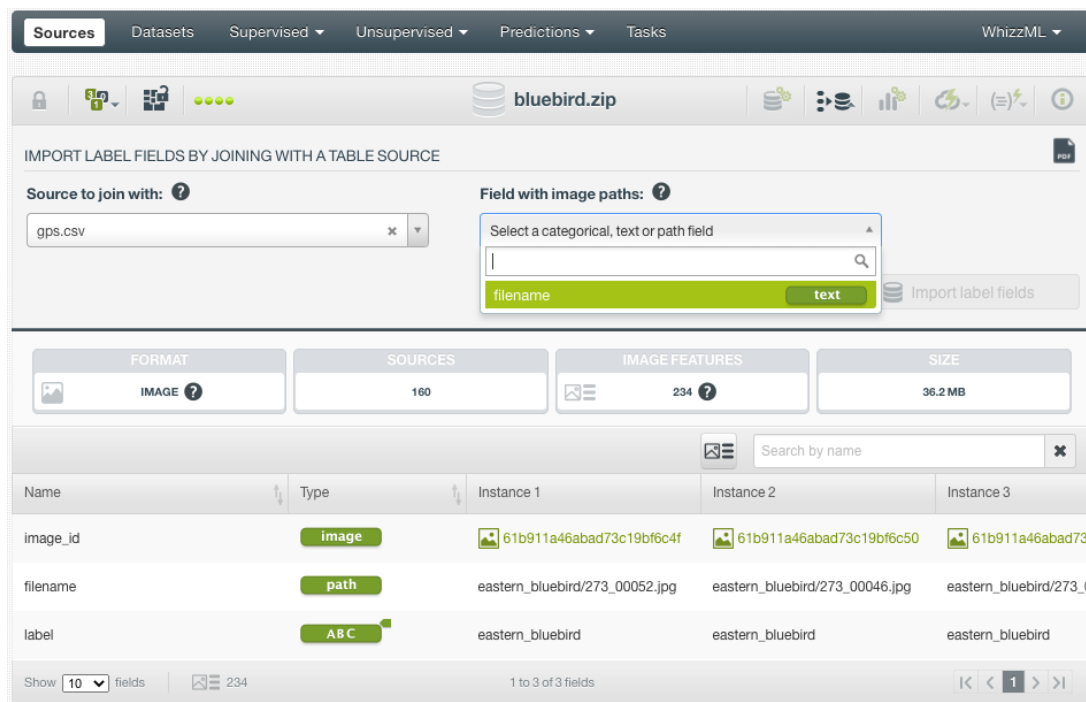 Sources Datasets Supervised Unsupervised Predictions Tasks WhizzML
bluebird.zip
IMPORT LABEL FIELDS BY JOINING WITH A TABLE SOURCE
PDF
Source to join with: ?
Field with image paths: ?
gps.csv
Select a categorical, text or path field
filename text
Import label fields
FORMAT SOURCES IMAGE FEATURES SIZE
IMAGE ? 160 234 ? 36.2 MB
Search by name
Name Type Instance 1 Instance 2 Instance 3
image_id image 61b911a46abad73c19bf6c4f 61b911a46abad73c19bf6c50 61b911a46abad73
filename path eastern_bluebird/273_00052.jpg eastern_bluebird/273_00046.jpg eastern_bluebird/273_
label ABC eastern_bluebird eastern_bluebird eastern_bluebird
Show 10 fields 234 1 to 3 of 3 fields 1